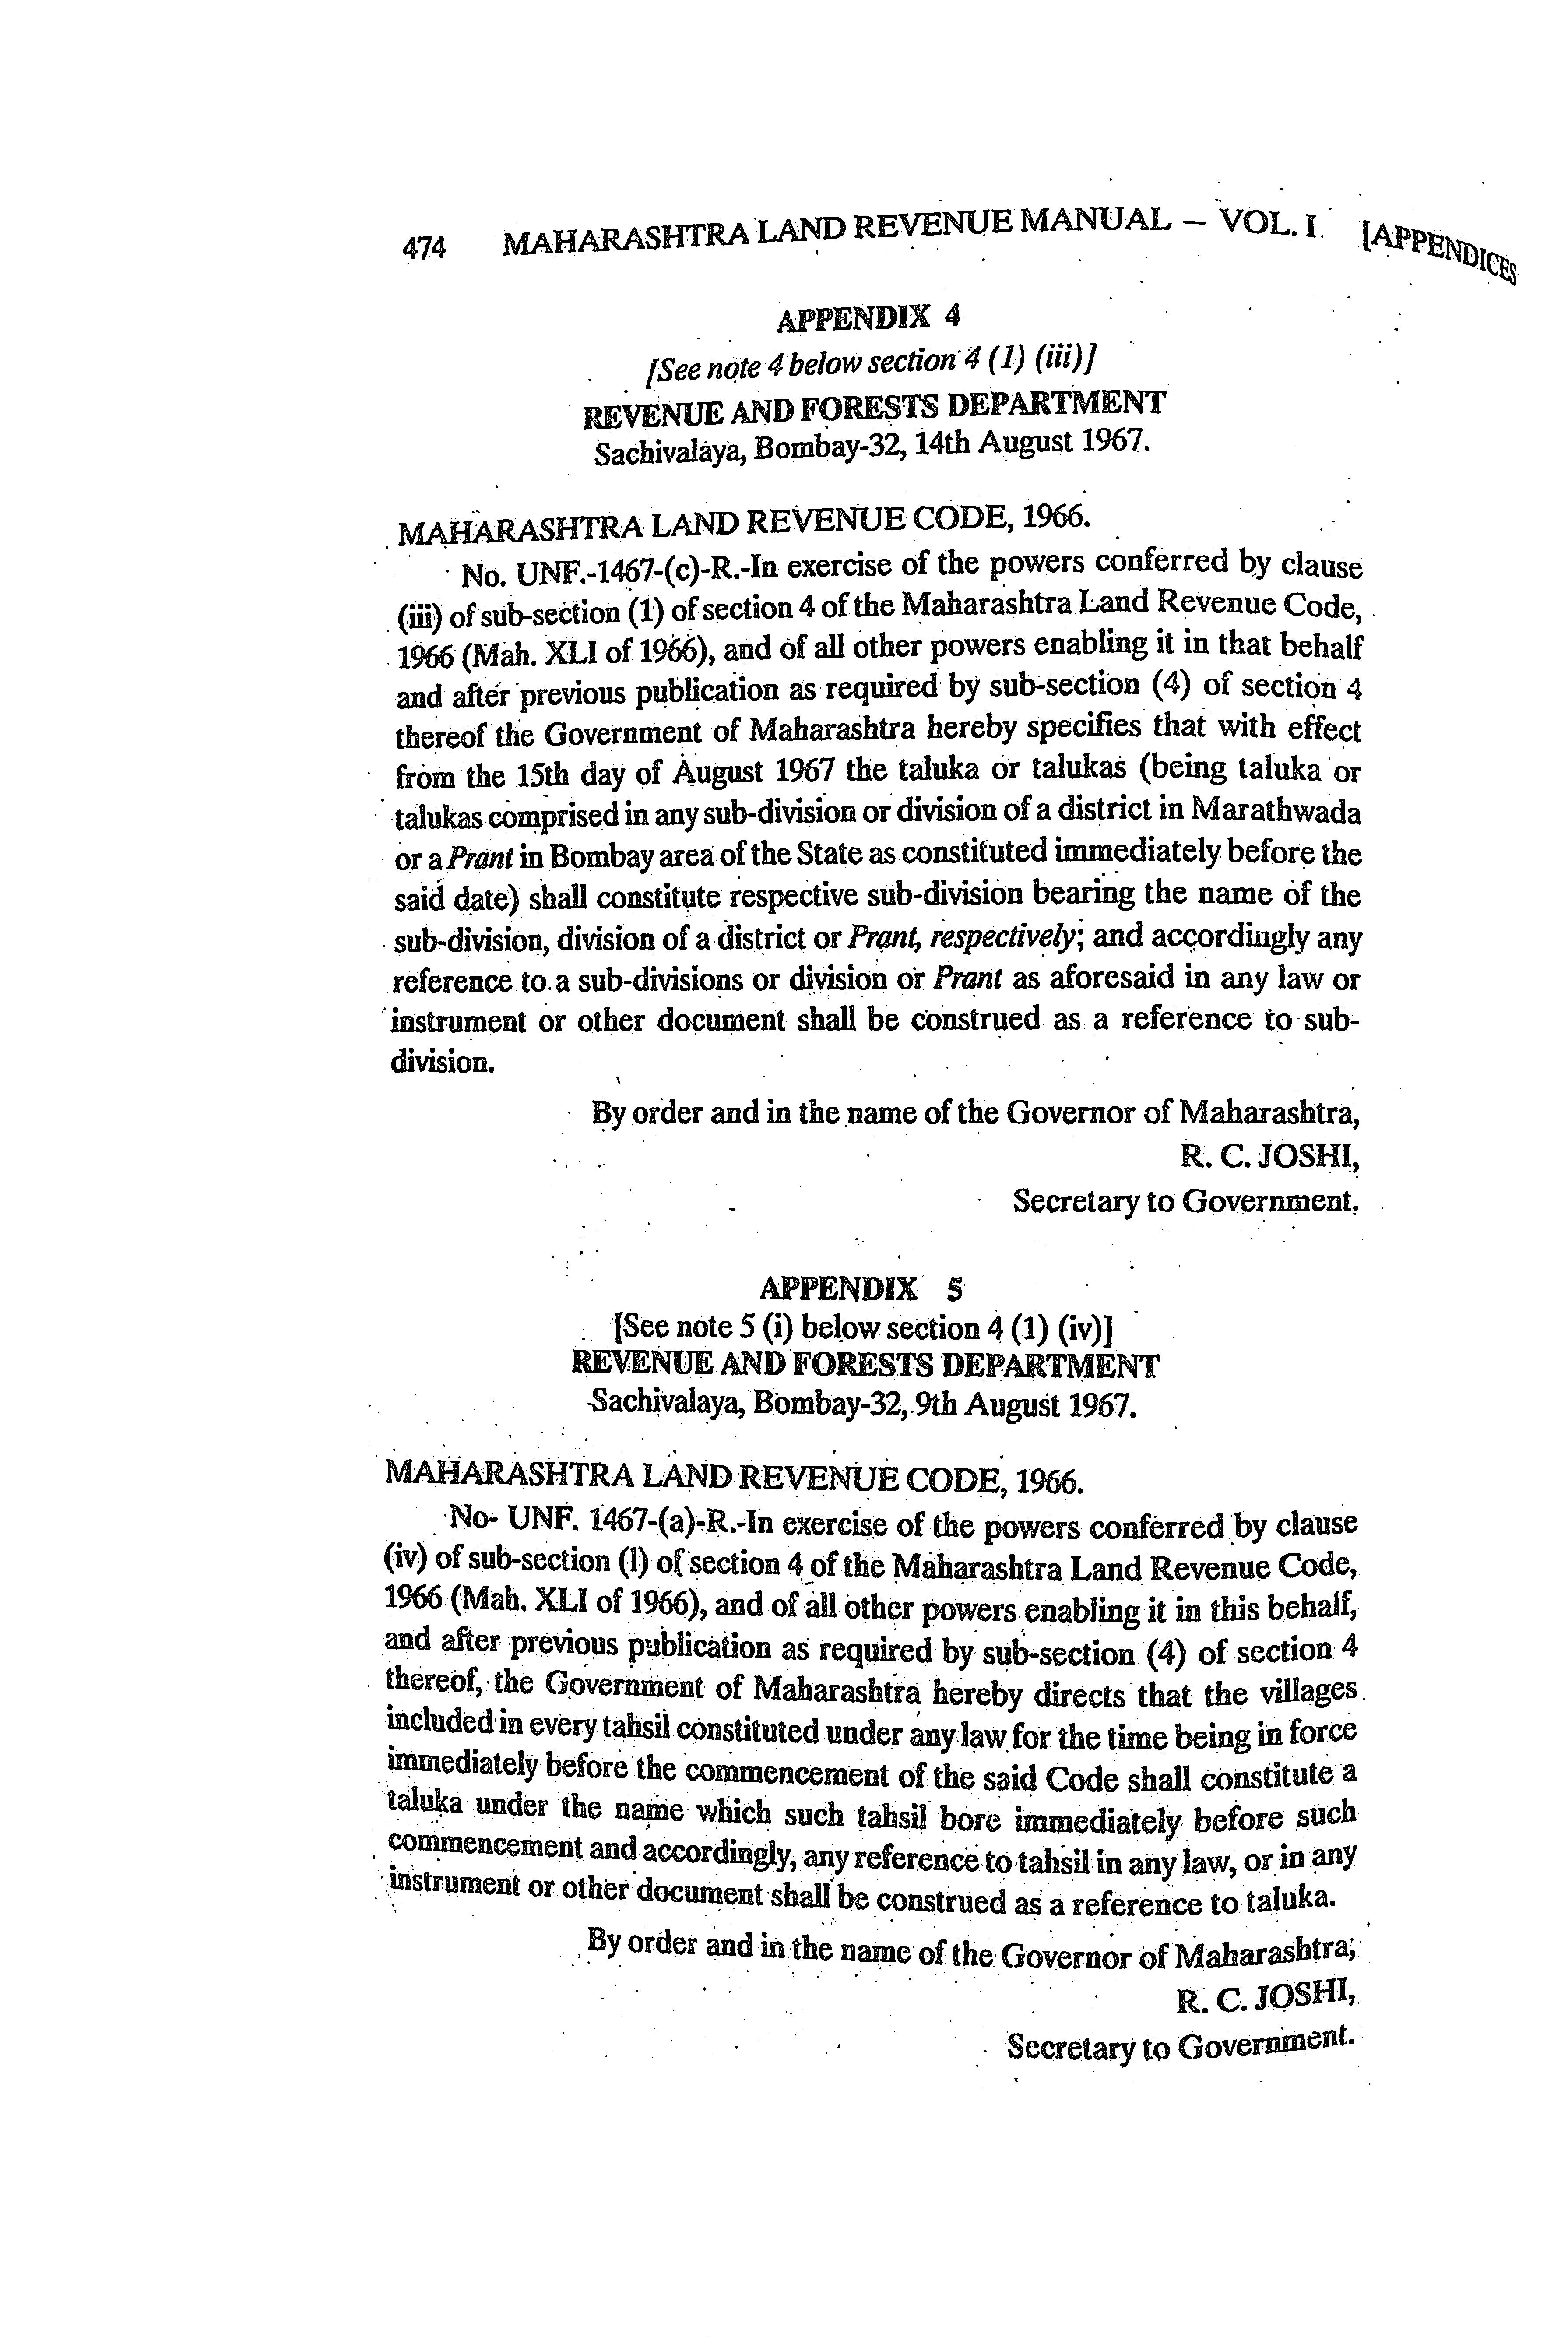 474 MAHARASHTRA LAND REVENUE MANUAL – VOL. I [APPENDICES
APPENDIX 4
[See note 4 below section 4 (1) (iii)]
REVENUE AND FORESTS DEPARTMENT
Sachivalaya, Bombay-32, 14th August 1967.
MAHARASHTRA LAND REVENUE CODE, 1966.
No. UNF.-1467-(c)-R.-In exercise of the powers conferred by clause
(iii) of sub-section (1) of section 4 of the Maharashtra Land Revenue Code,
1966 (Mah. XLI of 1966), and of all other powers enabling it in that behalf
and after previous publication as required by sub-section (4) of section 4
thereof the Government of Maharashtra hereby specifies that with effect
from the 15th day of August 1967 the taluka or talukas (being taluka or
talukas comprised in any sub-division or division of a district in Marathwada
or a Prant in Bombay area of the State as constituted immediately before the
said date) shall constitute respective sub-division bearing the name of the
sub-division, division of a district or Prant, respectively; and accordingly any
reference to a sub-divisions or division or Prant as aforesaid in any law or
instrument or other document shall be construed as a reference to sub-
division.
By order and in the name of the Governor of Maharashtra,
R. C. JOSHI,
Secretary to Government.
APPENDIX 5
[See note 5 (i) below section 4 (1) (iv)]
REVENUE AND FORESTS DEPARTMENT
Sachivalaya, Bombay-32, 9th August 1967.
MAHARASHTRA LAND REVENUE CODE, 1966.
No- UNF. 1467-(a)-R.-In exercise of the powers conferred by clause
(iv) of sub-section (l) of section 4 of the Maharashtra Land Revenue Code,
1966 (Mah. XLI of 1966), and of all other powers enabling it in this behalf,
and after previous publication as required by sub-section (4) of section 4
thereof, the Government of Maharashtra hereby directs that the villages
included in every tahsil constituted under any law for the time being in force
immediately before the commencement of the said Code shall constitute a
taluka under the name which such tahsil bore immediately before such
commencement and accordingly, any reference to tahsil in any law, or in any
instrument or other document shall be construed as a reference to taluka.
By order and in the name of the Governor of Maharashtra,
R. C. JOSHI,
Secretary to Government.